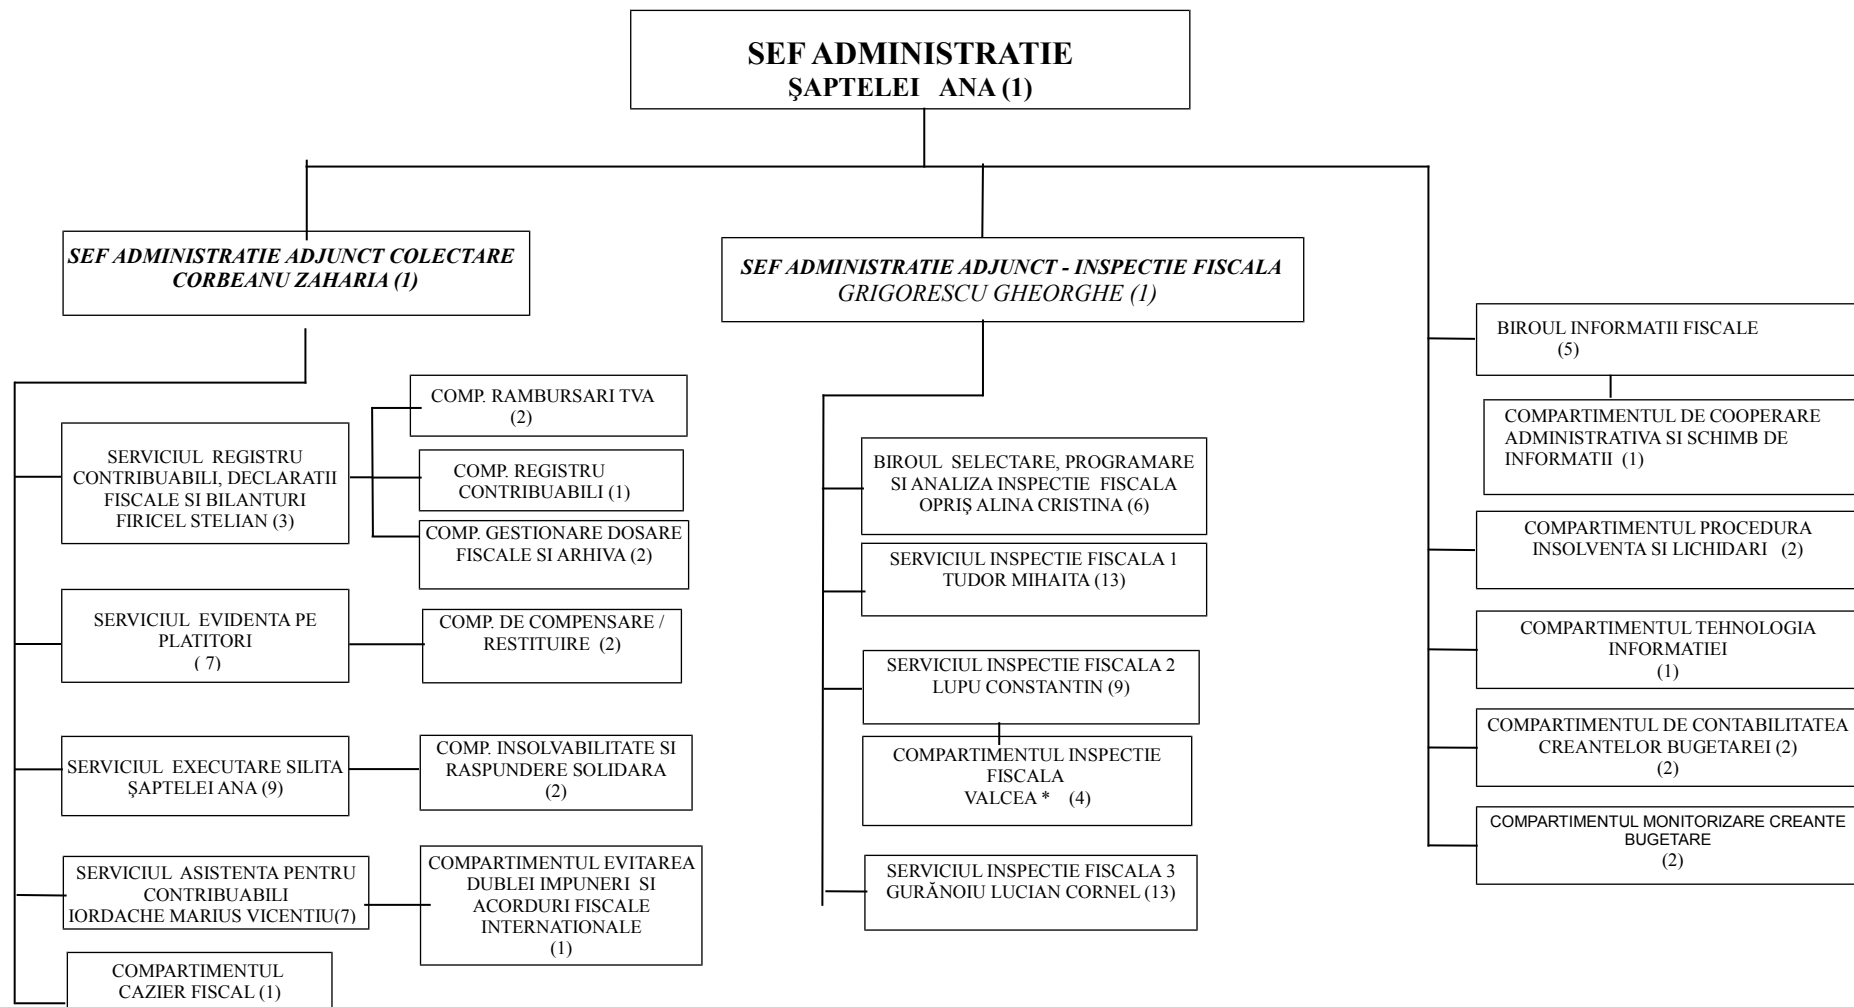 SEF ADMINISTRATIE
ŞAPTELEI ANA (1)
SEF ADMINISTRATIE ADJUNCT COLECTARE
CORBEANU ZAHARIA (1)
SEF ADMINISTRATIE ADJUNCT - INSPECTIE FISCALA
GRIGORESCU GHEORGHE (1)
SERVICIUL REGISTRU
CONTRIBUABILI, DECLARATII
FISCALE SI BILANTURI
FIRICEL STELIAN (3)
COMP. RAMBURSARI TVA
(2)
COMP. REGISTRU
CONTRIBUABILI (1)
COMP. GESTIONARE DOSARE
FISCALE SI ARHIVA (2)
SERVICIUL EVIDENTA PE
PLATITORI
( 7)
COMP. DE COMPENSARE /
RESTITUIRE (2)
SERVICIUL EXECUTARE SILITA
ŞAPTELEI ANA (9)
COMP. INSOLVABILITATE SI
RASPUNDERE SOLIDARA
(2)
SERVICIUL ASISTENTA PENTRU
CONTRIBUABILI
IORDACHE MARIUS VICENTIU(7)
COMPARTIMENTUL EVITAREA
DUBLEI IMPUNERI SI
ACORDURI FISCALE
INTERNATIONALE
(1)
COMPARTIMENTUL
CAZIER FISCAL (1)
BIROUL SELECTARE, PROGRAMARE
SI ANALIZA INSPECTIE FISCALA
OPRIŞ ALINA CRISTINA (6)
SERVICIUL INSPECTIE FISCALA 1
TUDOR MIHAITA (13)
SERVICIUL INSPECTIE FISCALA 2
LUPU CONSTANTIN (9)
COMPARTIMENTUL INSPECTIE
FISCALA
VALCEA * (4)
SERVICIUL INSPECTIE FISCALA 3
GURĂNOIU LUCIAN CORNEL (13)
BIROUL INFORMATII FISCALE
(5)
COMPARTIMENTUL DE COOPERARE
ADMINISTRATIVA SI SCHIMB DE
INFORMATII (1)
COMPARTIMENTUL PROCEDURA
INSOLVENTA SI LICHIDARI (2)
COMPARTIMENTUL TEHNOLOGIA
INFORMATIEI
(1)
COMPARTIMENTUL DE CONTABILITATEA
CREANTELOR BUGETAREI (2)
(2)
COMPARTIMENTUL MONITORIZARE CREANTE
BUGETARE
(2)